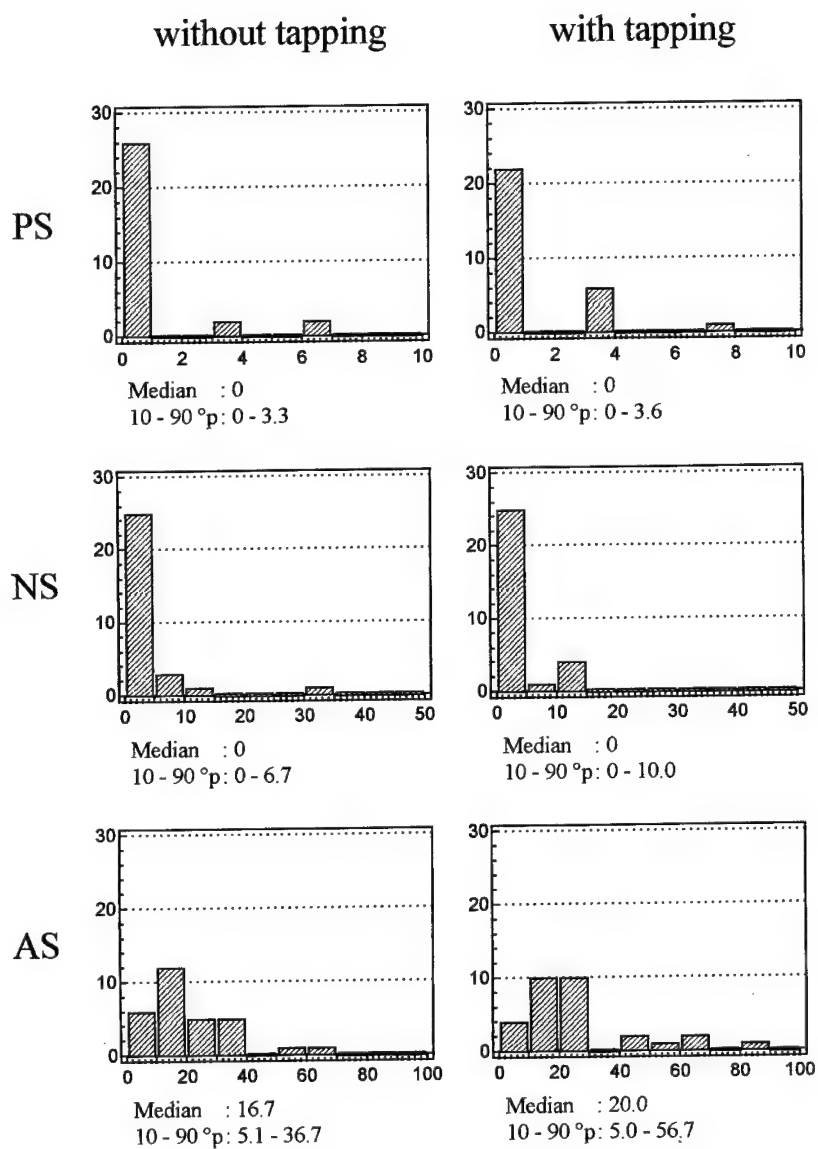 without tapping
with tapping
PS
30
20
10
0
0 2 4 6 8 10
Median : 0
10 - 90 °p: 0 - 3.3
30
20
10
0
0 2 4 6 8 10
Median : 0
10 - 90 °p: 0 - 3.6
NS
30
20
10
0
0 10 20 30 40 50
Median : 0
10 - 90 °p: 0 - 6.7
30
20
10
0
0 10 20 30 40 50
Median : 0
10 - 90 °p: 0 - 10.0
AS
30
20
10
0
0 20 40 60 80 100
Median : 16.7
10 - 90 °p: 5.1 - 36.7
30
20
10
0
0 20 40 60 80 100
Median : 20.0
10 - 90 °p: 5.0 - 56.7